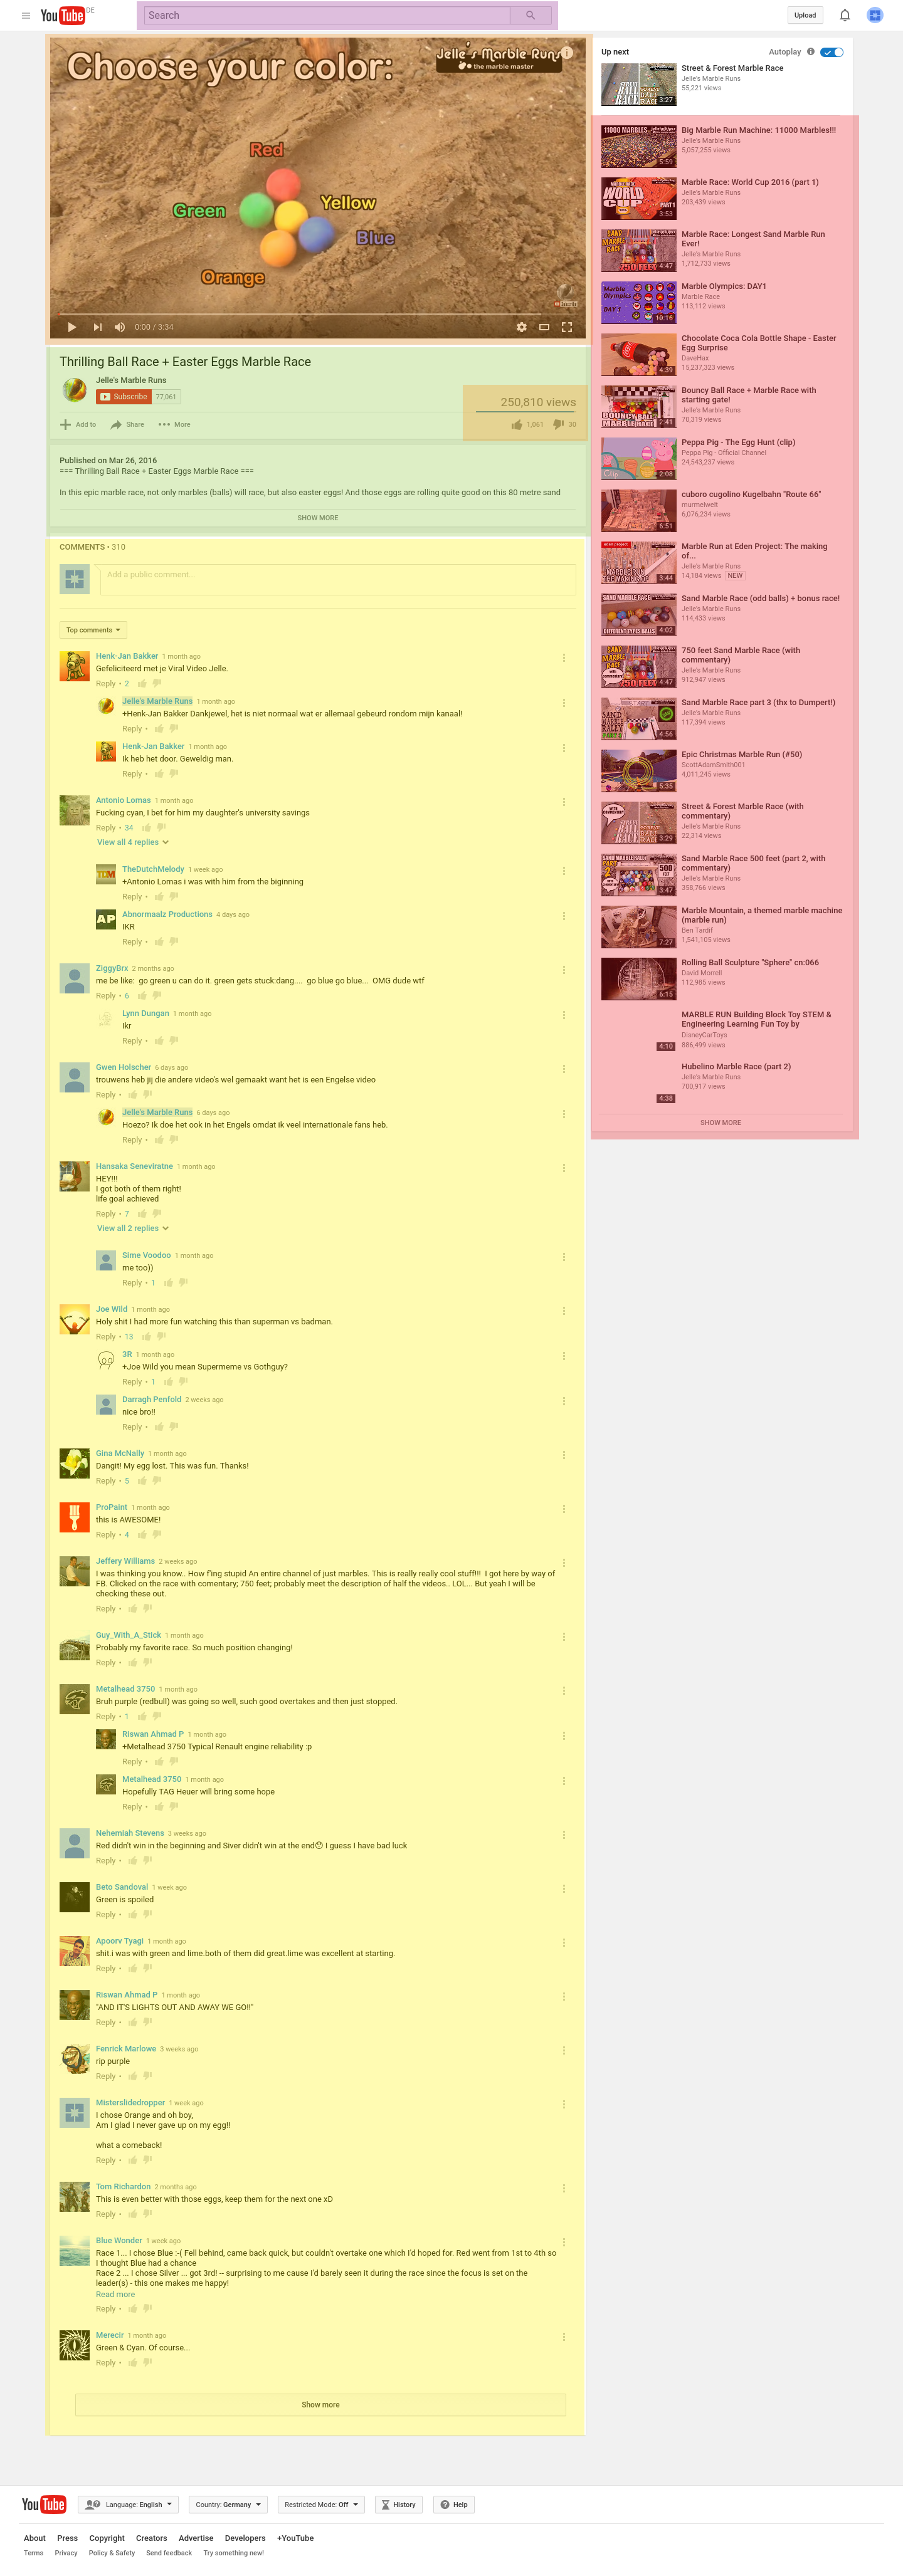 YouTube DE
Search
Upload
Choose your color:
Jelle's Marble Runs
the marble master
Red
Green
Yellow
Blue
Orange
0:00 / 3:34
Thrilling Ball Race + Easter Eggs Marble Race
Jelle's Marble Runs
Subscribe 77,061
250,810 views
Add to Share More
1,061 30
Published on Mar 26, 2016
=== Thrilling Ball Race + Easter Eggs Marble Race ===
In this epic marble race, not only marbles (balls) will race, but also easter eggs! And those eggs are rolling quite good on this 80 metre sand
SHOW MORE
COMMENTS • 310
Add a public comment...
Top comments
Henk-Jan Bakker 1 month ago
Gefeliciteerd met je Viral Video Jelle.
Reply • 2
Jelle's Marble Runs 1 month ago
+Henk-Jan Bakker Dankjewel, het is niet normaal wat er allemaal gebeurd rondom mijn kanaal!
Reply •
Henk-Jan Bakker 1 month ago
Ik heb het door. Geweldig man.
Reply •
Antonio Lomas 1 month ago
Fucking cyan, I bet for him my daughter's university savings
Reply • 34
View all 4 replies
TheDutchMelody 1 week ago
+Antonio Lomas i was with him from the biginning
Reply •
Abnormaalz Productions 4 days ago
IKR
Reply •
ZiggyBrx 2 months ago
me be like:  go green u can do it. green gets stuck:dang....  go blue go blue...  OMG dude wtf
Reply • 6
Lynn Dungan 1 month ago
Ikr
Reply •
Gwen Holscher 6 days ago
trouwens heb jij die andere video's wel gemaakt want het is een Engelse video
Reply •
Jelle's Marble Runs 6 days ago
Hoezo? Ik doe het ook in het Engels omdat ik veel internationale fans heb.
Reply •
Hansaka Seneviratne 1 month ago
HEY!!!
I got both of them right!
life goal achieved
Reply • 7
View all 2 replies
Sime Voodoo 1 month ago
me too))
Reply • 1
Joe Wild 1 month ago
Holy shit I had more fun watching this than superman vs badman.
Reply • 13
3R 1 month ago
+Joe Wild you mean Supermeme vs Gothguy?
Reply • 1
Darragh Penfold 2 weeks ago
nice bro!!
Reply •
Gina McNally 1 month ago
Dangit! My egg lost. This was fun. Thanks!
Reply • 5
ProPaint 1 month ago
this is AWESOME!
Reply • 4
Jeffery Williams 2 weeks ago
I was thinking you know.. How f'ing stupid An entire channel of just marbles. This is really really cool stuff!!!  I got here by way of
FB. Clicked on the race with comentary; 750 feet; probably meet the description of half the videos.. LOL... But yeah I will be
checking these out.
Reply •
Guy_With_A_Stick 1 month ago
Probably my favorite race. So much position changing!
Reply •
Metalhead 3750 1 month ago
Bruh purple (redbull) was going so well, such good overtakes and then just stopped.
Reply • 1
Riswan Ahmad P 1 month ago
+Metalhead 3750 Typical Renault engine reliability :p
Reply •
Metalhead 3750 1 month ago
Hopefully TAG Heuer will bring some hope
Reply •
Nehemiah Stevens 3 weeks ago
Red didn't win in the beginning and Siver didn't win at the end😯 I guess I have bad luck
Reply •
Beto Sandoval 1 week ago
Green is spoiled
Reply •
Apoorv Tyagi 1 month ago
shit.i was with green and lime.both of them did great.lime was excellent at starting.
Reply •
Riswan Ahmad P 1 month ago
"AND IT'S LIGHTS OUT AND AWAY WE GO!!"
Reply •
Fenrick Marlowe 3 weeks ago
rip purple
Reply •
Misterslidedropper 1 week ago
I chose Orange and oh boy,
Am I glad I never gave up on my egg!!
what a comeback!
Reply •
Tom Richardon 2 months ago
This is even better with those eggs, keep them for the next one xD
Reply •
Blue Wonder 1 week ago
Race 1... I chose Blue :-( Fell behind, came back quick, but couldn't overtake one which I'd hoped for. Red went from 1st to 4th so
I thought Blue had a chance
Race 2 ... I chose Silver ... got 3rd! -- surprising to me cause I'd barely seen it during the race since the focus is set on the
leader(s) - this one makes me happy!
Read more
Reply •
Merecir 1 month ago
Green & Cyan. Of course...
Reply •
Show more
Up next
Autoplay
Street & Forest Marble Race
Jelle's Marble Runs
55,221 views
3:27
Big Marble Run Machine: 11000 Marbles!!!
Jelle's Marble Runs
5,057,255 views
5:59
Marble Race: World Cup 2016 (part 1)
Jelle's Marble Runs
203,439 views
3:53
Marble Race: Longest Sand Marble Run
Ever!
Jelle's Marble Runs
1,712,733 views
4:47
Marble Olympics: DAY1
Marble Race
113,112 views
10:16
Chocolate Coca Cola Bottle Shape - Easter
Egg Surprise
DaveHax
15,237,323 views
4:39
Bouncy Ball Race + Marble Race with
starting gate!
Jelle's Marble Runs
70,319 views
2:41
Peppa Pig - The Egg Hunt (clip)
Peppa Pig - Official Channel
24,543,237 views
2:08
cuboro cugolino Kugelbahn "Route 66"
murmelwelt
6,076,234 views
6:51
Marble Run at Eden Project: The making
of...
Jelle's Marble Runs
14,184 views NEW
3:44
Sand Marble Race (odd balls) + bonus race!
Jelle's Marble Runs
114,433 views
4:02
750 feet Sand Marble Race (with
commentary)
Jelle's Marble Runs
912,947 views
4:47
Sand Marble Race part 3 (thx to Dumpert!)
Jelle's Marble Runs
117,394 views
4:56
Epic Christmas Marble Run (#50)
ScottAdamSmith001
4,011,245 views
5:35
Street & Forest Marble Race (with
commentary)
Jelle's Marble Runs
22,314 views
3:29
Sand Marble Race 500 feet (part 2, with
commentary)
Jelle's Marble Runs
358,766 views
3:47
Marble Mountain, a themed marble machine
(marble run)
Ben Tardif
1,541,105 views
7:27
Rolling Ball Sculpture "Sphere" cn:066
David Morrell
112,985 views
6:15
MARBLE RUN Building Block Toy STEM &
Engineering Learning Fun Toy by
DisneyCarToys
886,499 views
4:10
Hubelino Marble Race (part 2)
Jelle's Marble Runs
700,917 views
4:38
SHOW MORE
YouTube
Language: English
Country: Germany
Restricted Mode: Off
History
Help
About Press Copyright Creators Advertise Developers +YouTube
Terms Privacy Policy & Safety Send feedback Try something new!